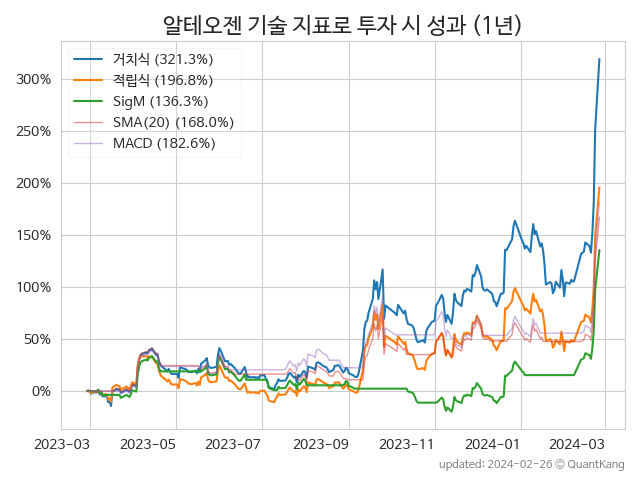 알테오젠 기술 지표로 투자 시 성과 (1년)
거치식 (321.3%)
적립식 (196.8%)
SigM (136.3%)
SMA(20) (168.0%)
MACD (182.6%)
300%
250%
200%
150%
100%
50%
0%
2023-03 2023-05 2023-07 2023-09 2023-11 2024-01 2024-03
updated: 2024-02-26 © QuantKang